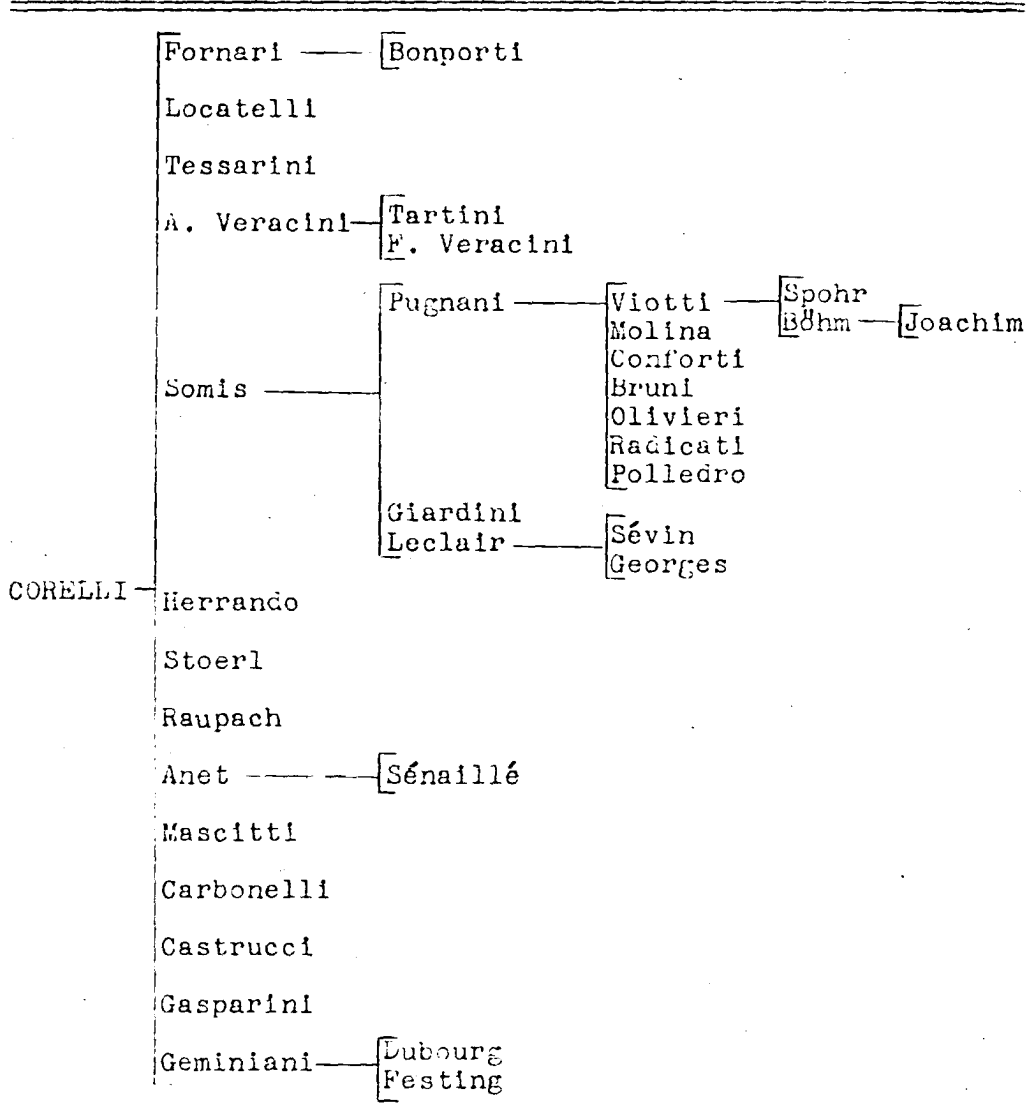 Fornari Bonporti
Locatelli
Tessarini
A. Veracini Tartini
F. Veracini
Pugnani Viotti Spohr
Böhm Joachim
Molina
Conforti
Somis Bruni
Olivieri
Radicati
Polledro
Giardini
Leclair Sévin
Georges
CORELLI Herrando
Stoerl
Raupach
Anet Sénaillé
Mascitti
Carbonelli
Castrucci
Gasparini
Geminiani Dubourg
Festing